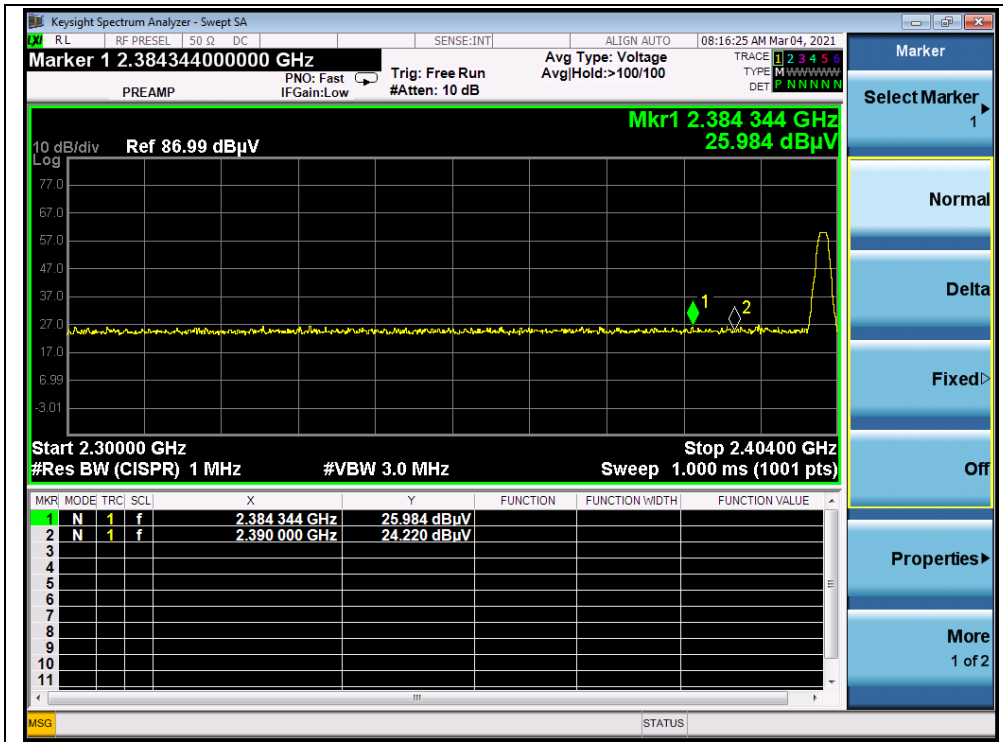 Keysight Spectrum Analyzer - Swept SA
LXI RL RF PRESEL 50 Ω DC SENSE:INT ALIGN AUTO 08:16:25 AM Mar 04, 2021
Marker 1 2.384344000000 GHz
PREAMP
PNO: Fast
IFGain:Low
Trig: Free Run
#Atten: 10 dB
Avg Type: Voltage
Avg|Hold:>100/100
TRACE 1 2 3 4 5 6
TYPE M WWWWW
DET P N N N N N
Mkr1 2.384 344 GHz
25.984 dBµV
10 dB/div Ref 86.99 dBµV
Log
77.0
67.0
57.0
47.0
37.0
27.0
17.0
6.99
-3.01
1
2
Start 2.30000 GHz Stop 2.40400 GHz
#Res BW (CISPR) 1 MHz #VBW 3.0 MHz Sweep 1.000 ms (1001 pts)
MKR MODE TRC SCL X Y FUNCTION FUNCTION WIDTH FUNCTION VALUE
1 N 1 f 2.384 344 GHz 25.984 dBµV
2 N 1 f 2.390 000 GHz 24.220 dBµV
3
4
5
6
7
8
9
10
11
MSG STATUS
Marker
Select Marker
1
Normal
Delta
Fixed
Off
Properties
More
1 of 2